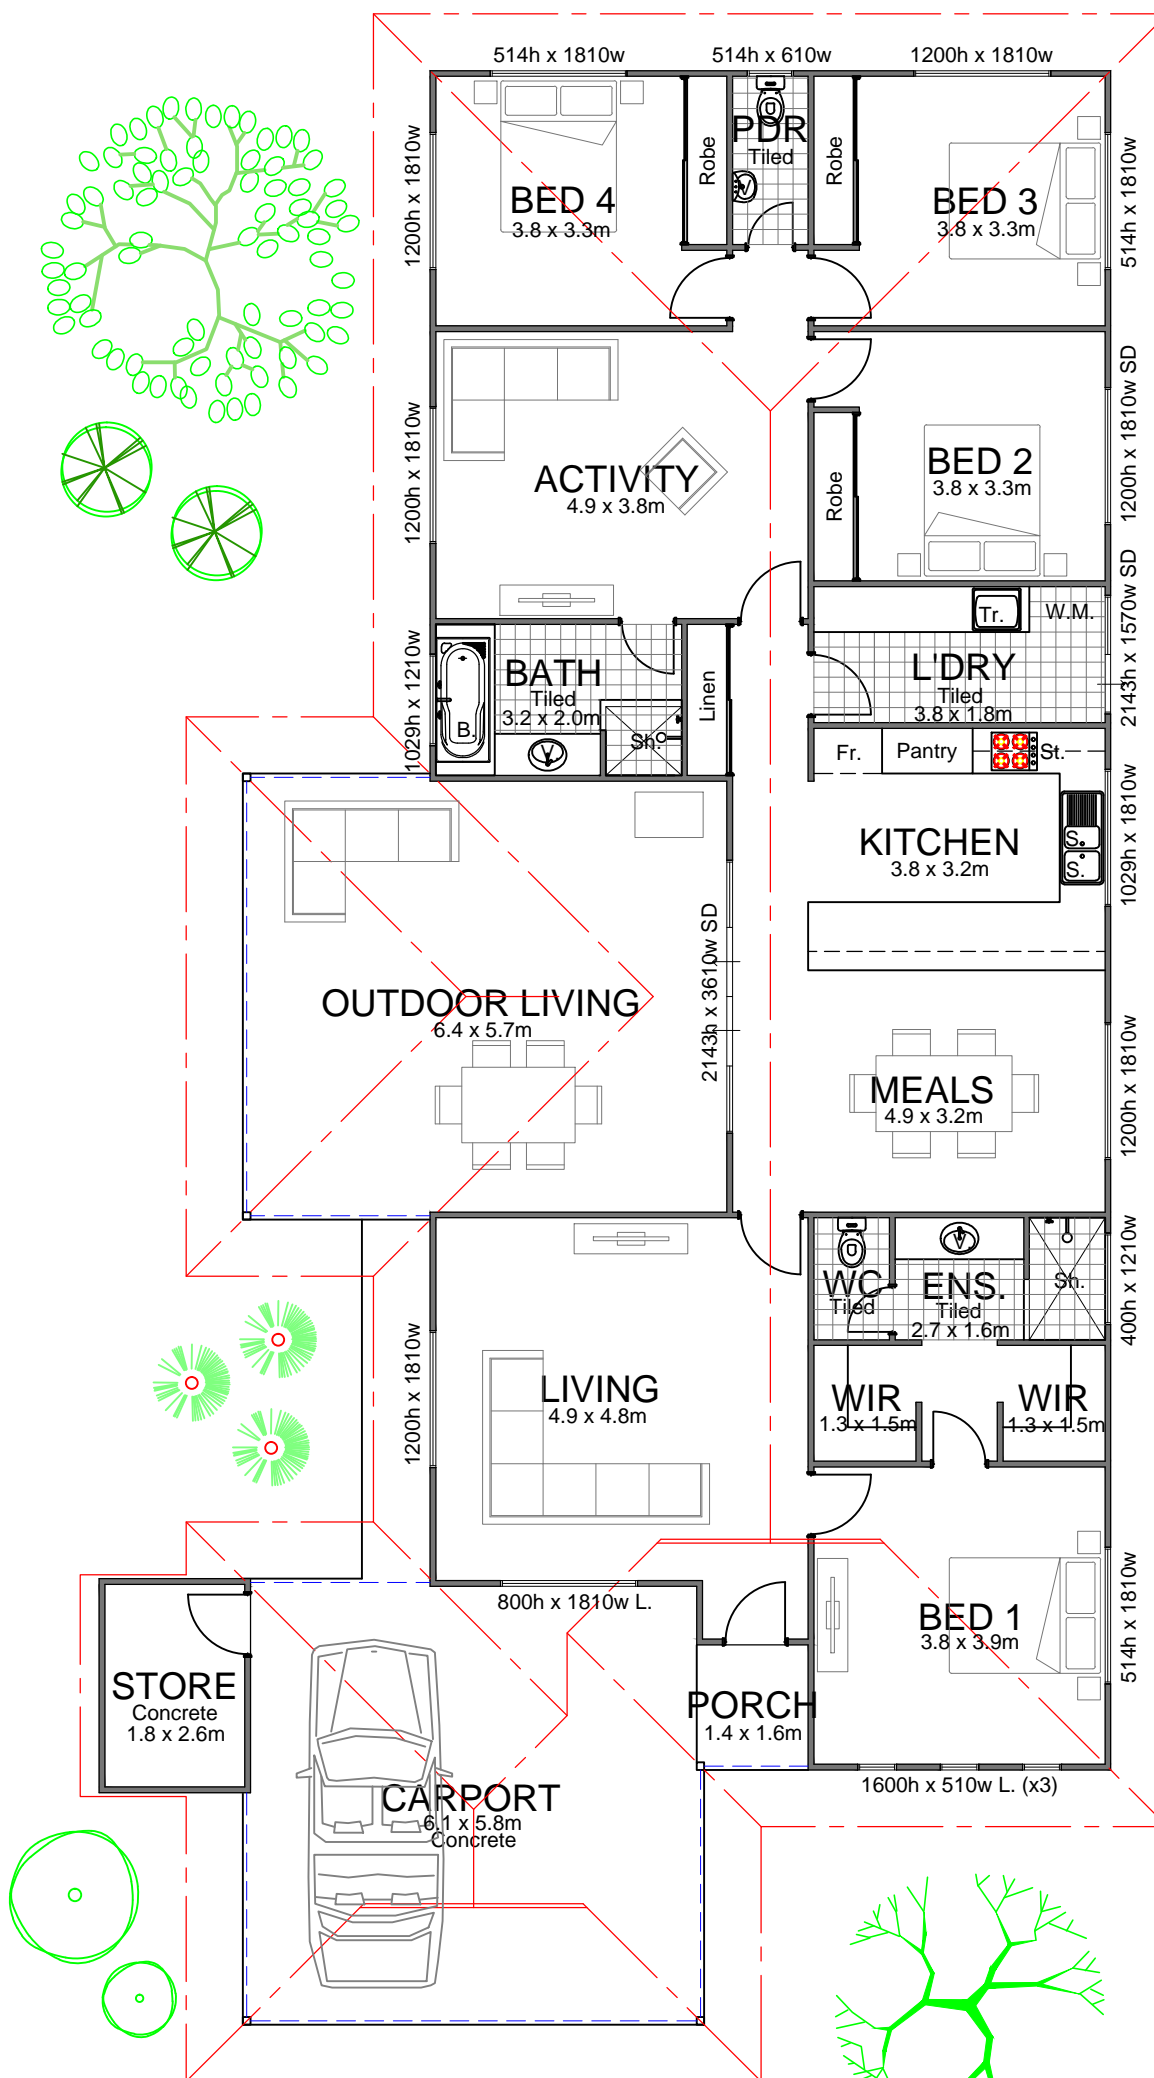 514h x 1810w
514h x 610w
1200h x 1810w
1200h x 1810w
BED 4
3.8 x 3.3m
Robe
PDR
Tiled
Robe
BED 3
3.8 x 3.3m
514h x 1810w
1200h x 1810w
ACTIVITY
4.9 x 3.8m
Robe
BED 2
3.8 x 3.3m
1200h x 1810w SD
1029h x 1210w
BATH
Tiled
3.2 x 2.0m
B.
Sh.
Linen
Tr.
W.M.
L'DRY
Tiled
3.8 x 1.8m
2143h x 1570w SD
Fr.
Pantry
St.
KITCHEN
3.8 x 3.2m
S.
S.
1029h x 1810w
OUTDOOR LIVING
6.4 x 5.7m
2143h x 3610w SD
MEALS
4.9 x 3.2m
1200h x 1810w
WC
Tiled
ENS.
Tiled
2.7 x 1.6m
Sh.
400h x 1210w
1200h x 1810w
LIVING
4.9 x 4.8m
WIR
1.3 x 1.5m
WIR
1.3 x 1.5m
800h x 1810w L.
BED 1
3.8 x 3.9m
514h x 1810w
STORE
Concrete
1.8 x 2.6m
PORCH
1.4 x 1.6m
CARPORT
6.1 x 5.8m
Concrete
1600h x 510w L. (x3)